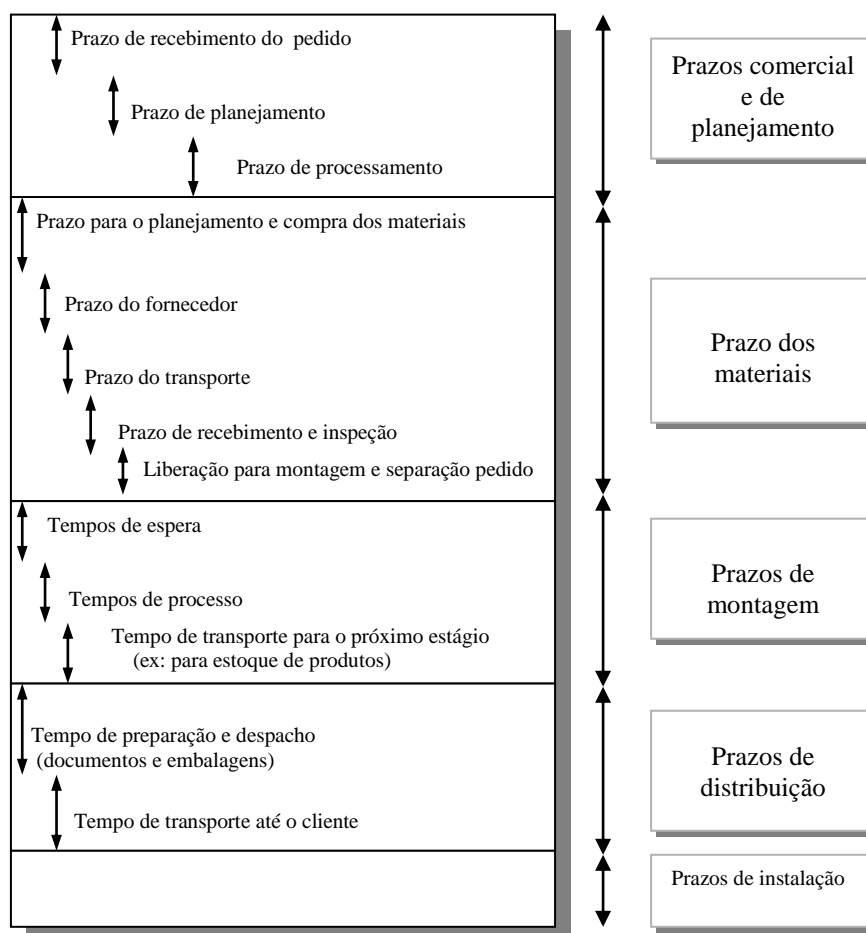 Prazo de recebimento do pedido
Prazo de planejamento
Prazo de processamento
Prazos comercial
e de
planejamento
Prazo para o planejamento e compra dos materiais
Prazo do fornecedor
Prazo do transporte
Prazo de recebimento e inspeção
Liberação para montagem e separação pedido
Prazo dos
materiais
Tempos de espera
Tempos de processo
Tempo de transporte para o próximo estágio
(ex: para estoque de produtos)
Prazos de
montagem
Tempo de preparação e despacho
(documentos e embalagens)
Tempo de transporte até o cliente
Prazos de
distribuição
Prazos de instalação